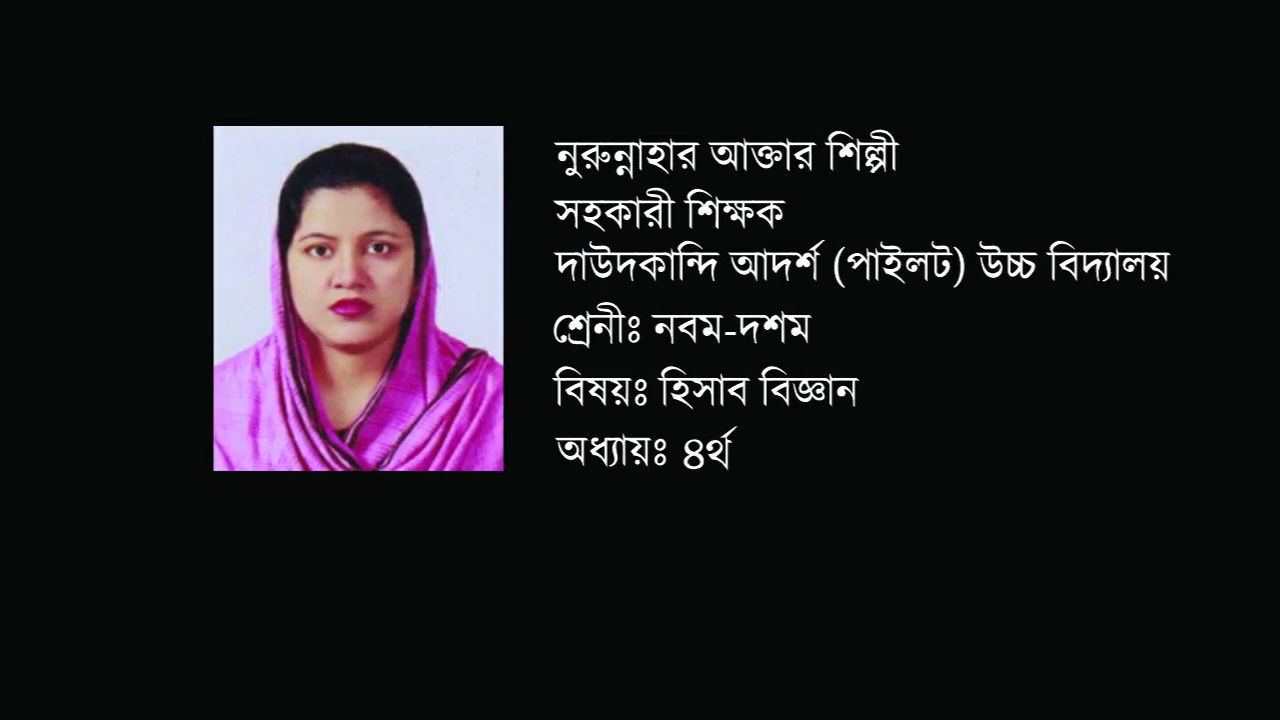 নুরুন্নাহার আক্তার শিল্পী
সহকারী শিক্ষক
দাউদকান্দি আদর্শ (পাইলট) উচ্চ বিদ্যালয়
শ্রেনীঃ নবম-দশম
বিষয়ঃ হিসাব বিজ্ঞান
অধ্যায়ঃ ৪র্থ